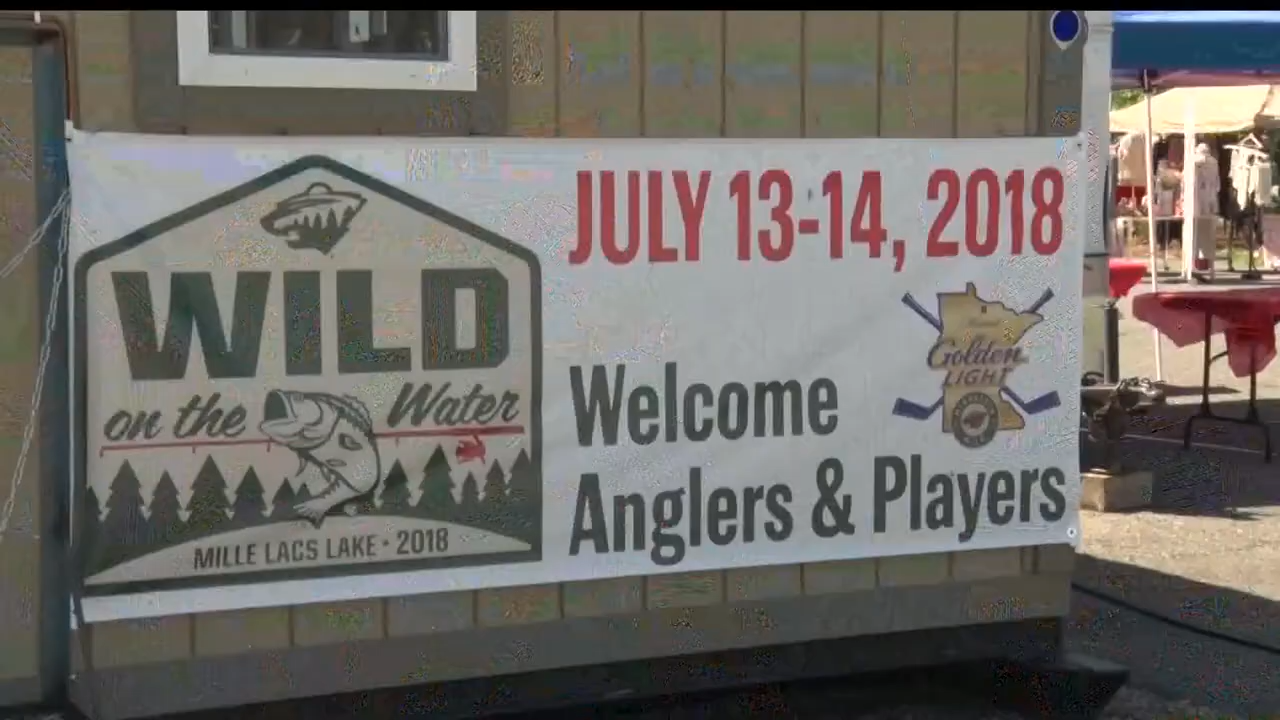 WILD
on the Water
MILLE LACS LAKE • 2018
JULY 13-14, 2018
Golden
LIGHT
Welcome
Anglers & Players